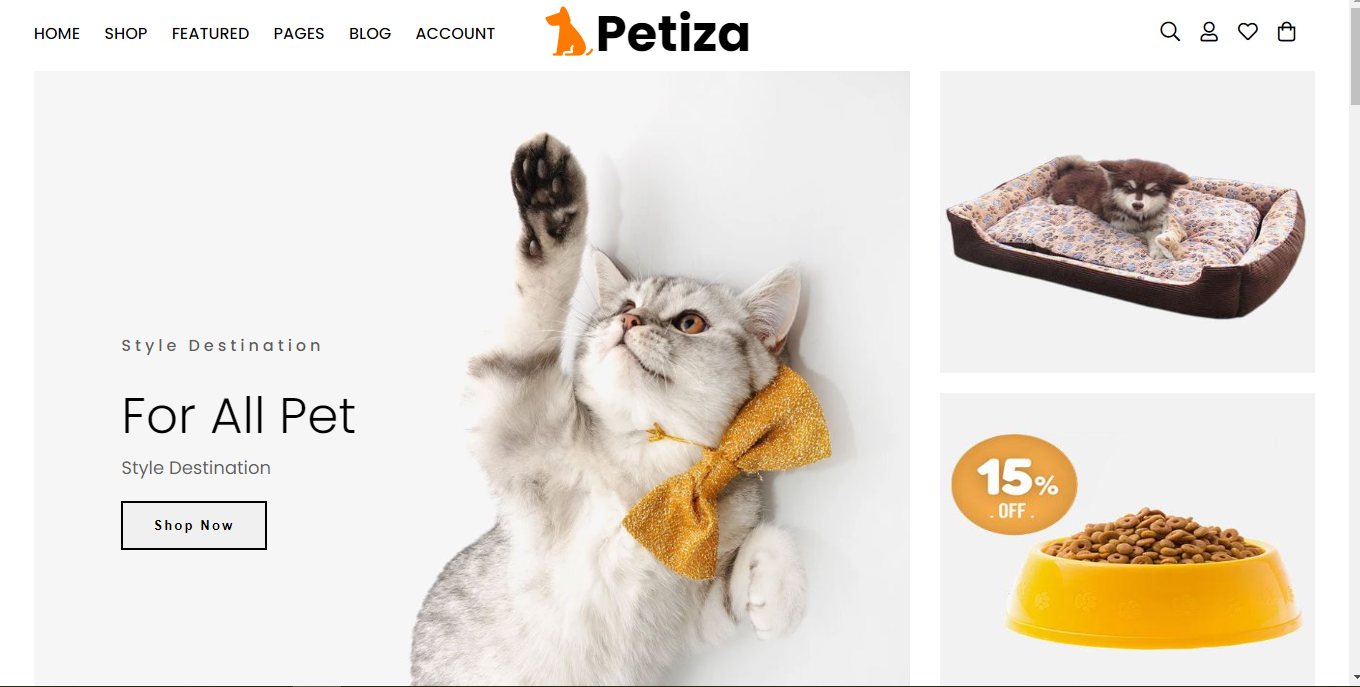 HOME SHOP FEATURED PAGES BLOG ACCOUNT Petiza
Style Destination
For All Pet
Style Destination
Shop Now
15%
. OFF .